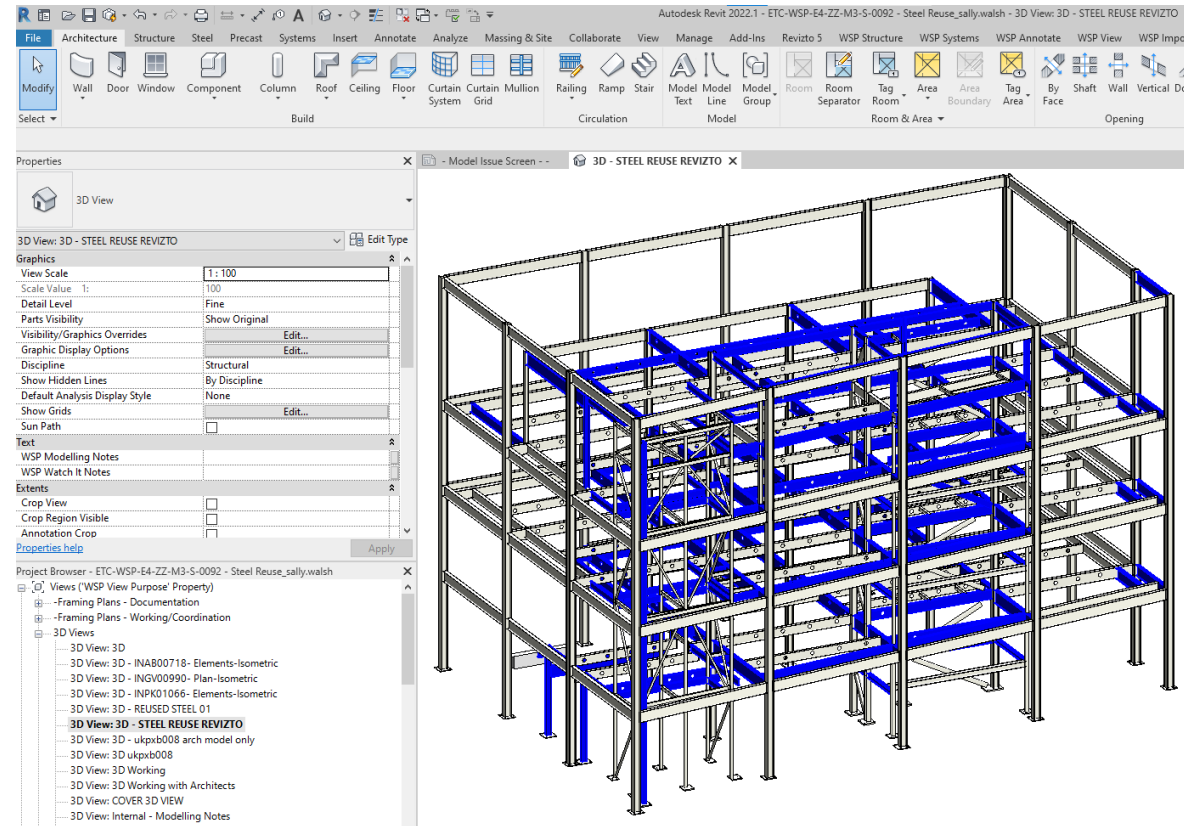 Autodesk Revit 2022.1 - ETC-WSP-E4-ZZ-M3-S-0092 - Steel Reuse_sally.walsh - 3D View: 3D - STEEL REUSE REVIZTO
File Architecture Structure Steel Precast Systems Insert Annotate Analyze Massing & Site Collaborate View Manage Add-Ins Revizto 5 WSP Structure WSP Systems WSP Annotate WSP View WSP Impo
Modify Wall Door Window Component Column Roof Ceiling Floor Curtain System Curtain Grid Mullion Railing Ramp Stair Model Text Model Line Model Group Room Room Separator Tag Room Area Area Boundary Tag Area By Face Shaft Wall Vertical Do
Select Build Circulation Model Room & Area Opening
Properties
- Model Issue Screen - -
3D - STEEL REUSE REVIZTO
3D View
3D View: 3D - STEEL REUSE REVIZTO Edit Type
Graphics
View Scale 1 : 100
Scale Value 1: 100
Detail Level Fine
Parts Visibility Show Original
Visibility/Graphics Overrides Edit...
Graphic Display Options Edit...
Discipline Structural
Show Hidden Lines By Discipline
Default Analysis Display Style None
Show Grids Edit...
Sun Path
Text
WSP Modelling Notes
WSP Watch It Notes
Extents
Crop View
Crop Region Visible
Annotation Crop
Properties help Apply
Project Browser - ETC-WSP-E4-ZZ-M3-S-0092 - Steel Reuse_sally.walsh
Views ('WSP View Purpose' Property)
-Framing Plans - Documentation
-Framing Plans - Working/Coordination
3D Views
3D View: 3D
3D View: 3D - INAB00718- Elements-Isometric
3D View: 3D - INGV00990- Plan-Isometric
3D View: 3D - INPK01066- Elements-Isometric
3D View: 3D - REUSED STEEL 01
3D View: 3D - STEEL REUSE REVIZTO
3D View: 3D - ukpxb008 arch model only
3D View: 3D ukpxb008
3D View: 3D Working
3D View: 3D Working with Architects
3D View: COVER 3D VIEW
3D View: Internal - Modelling Notes